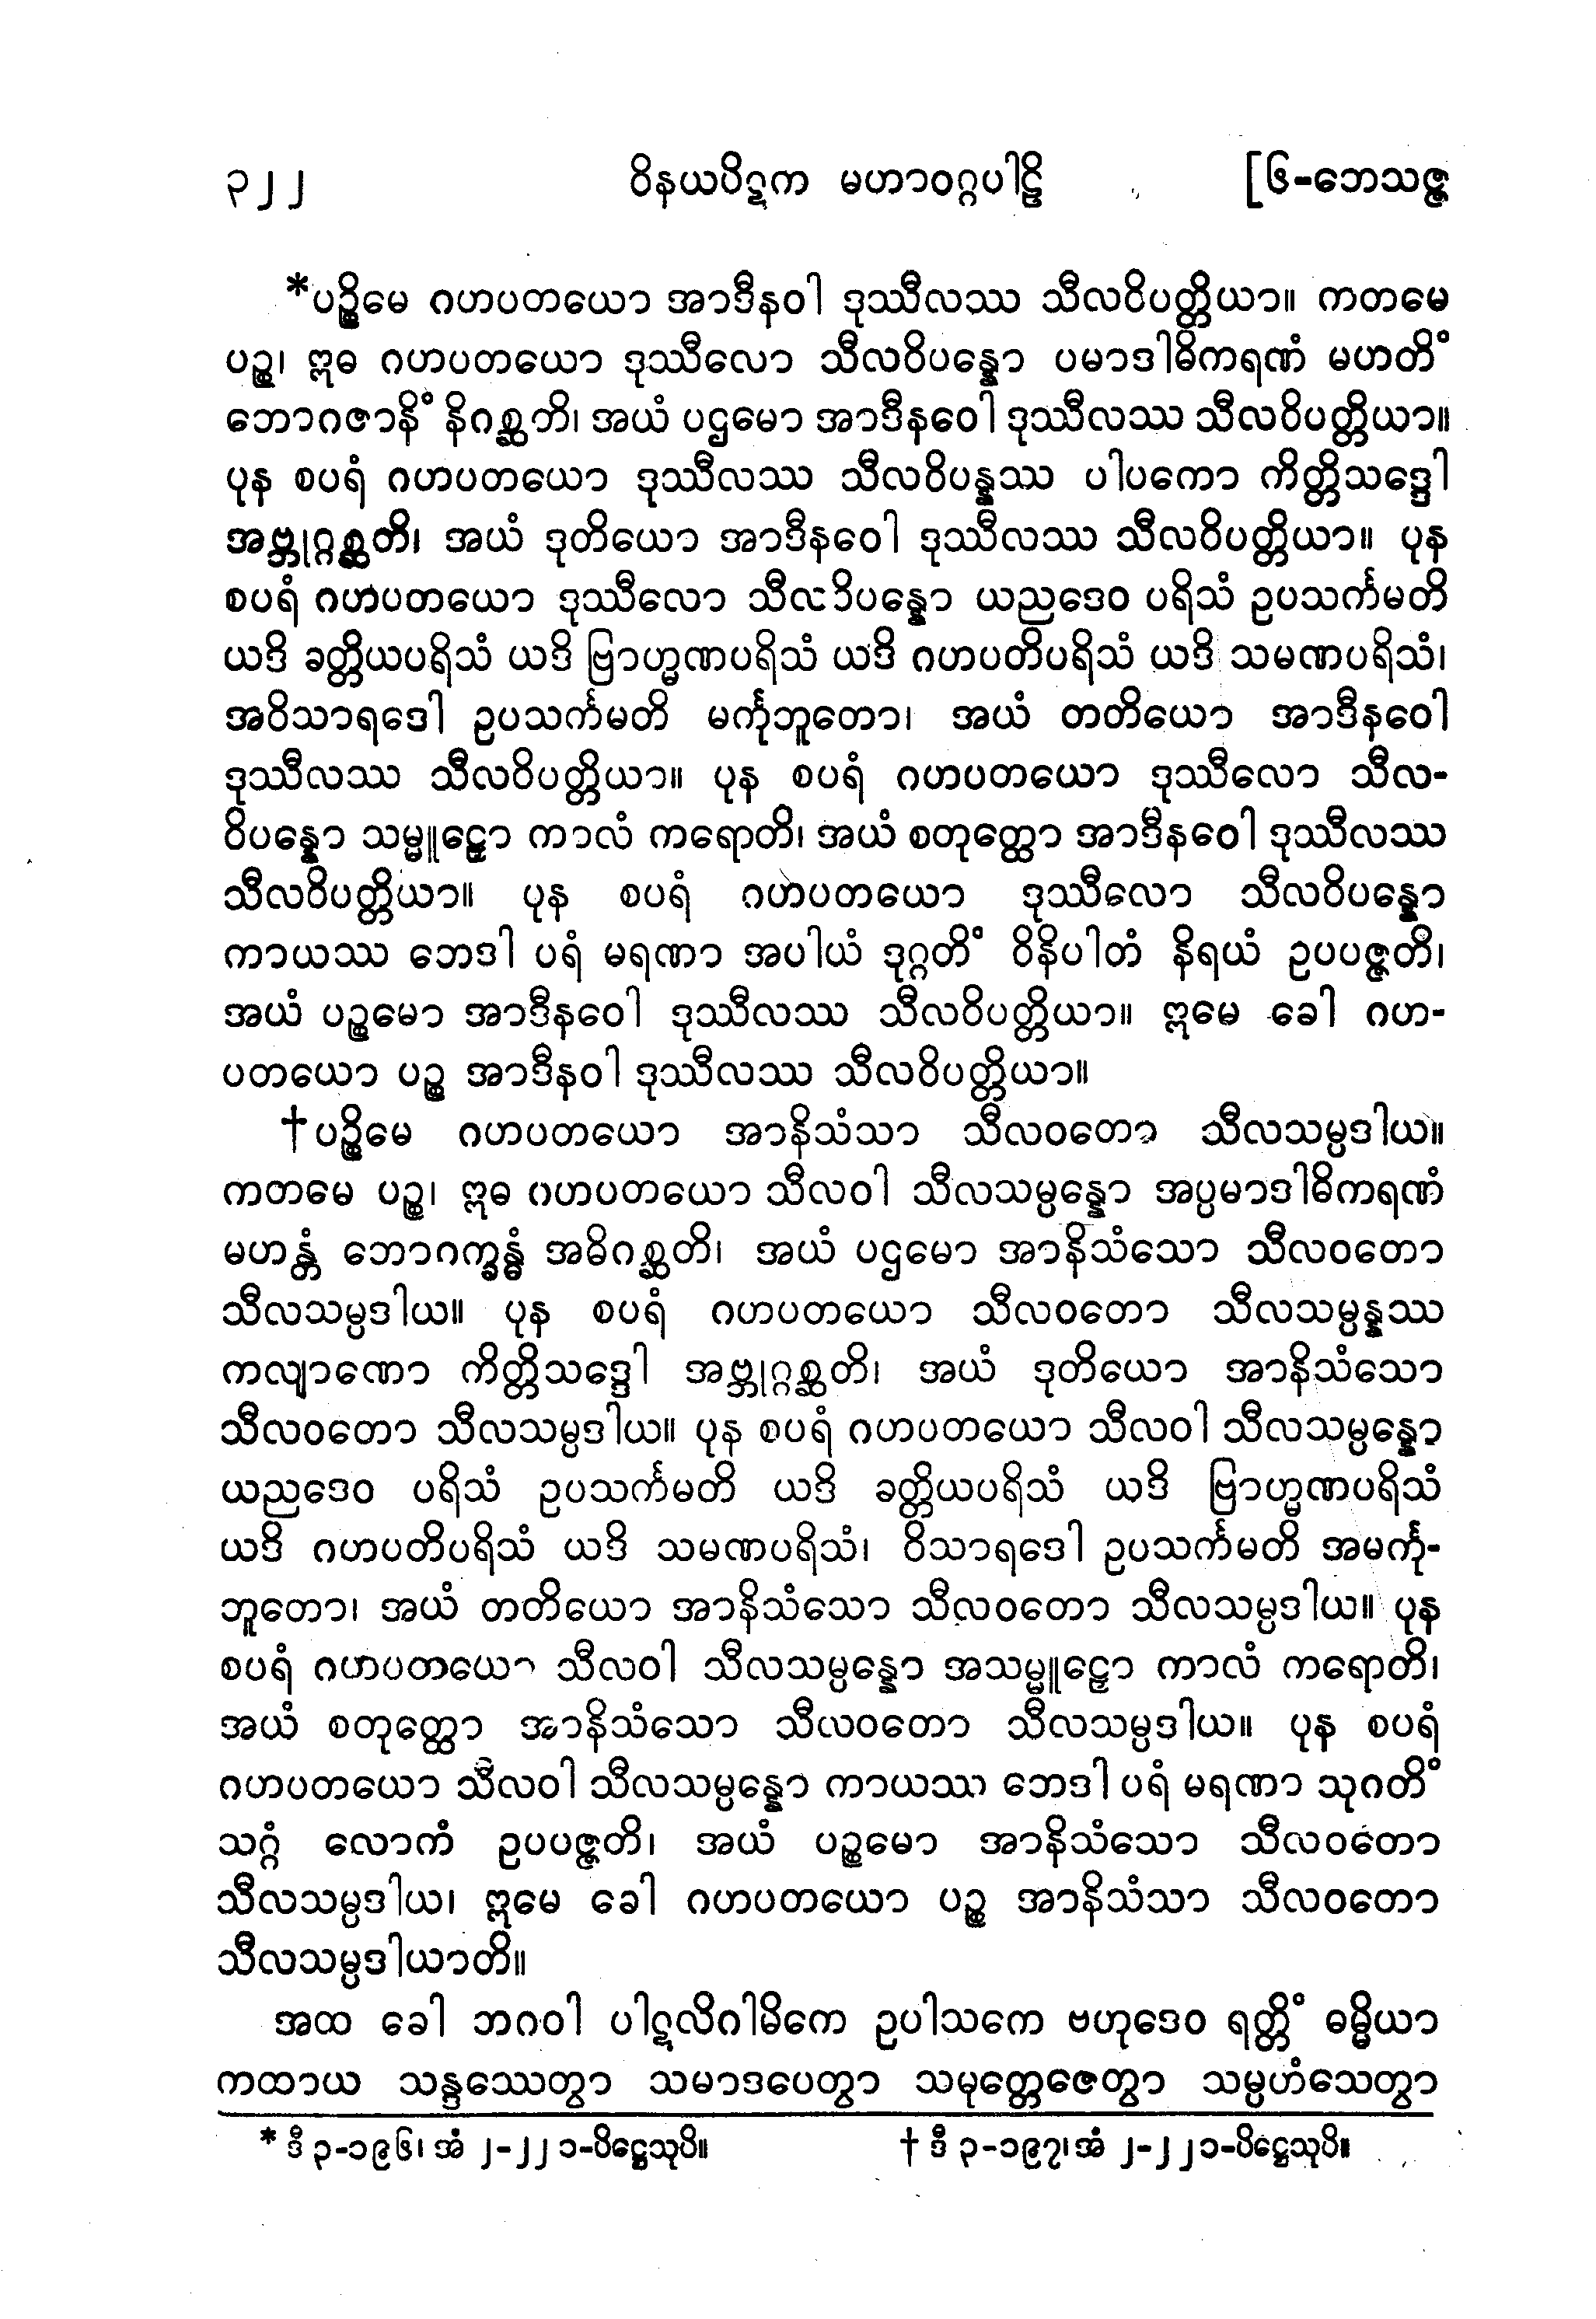 ၃၂၂ ဝိနယပိဋက မဟာဝဂ္ဂပါဠိ [၆-ဘေသဇ္ဇ
*ပဉ္စိမေ ဂဟပတယော အာဒီနဝါ ဒုဿီလဿ သီလဝိပတ္တိယာ။ ကတမေ
ပဉ္စ၊ ဣဓ ဂဟပတယော ဒုဿီလော သီလဝိပန္နော ပမာဒါဓိကရဏံ မဟတိံ
ဘောဂဇာနိံ နိဂစ္ဆတိ၊ အယံ ပဌမော အာဒီနဝေါ ဒုဿီလဿ သီလဝိပတ္တိယာ။
ပုန စပရံ ဂဟပတယော ဒုဿီလဿ သီလဝိပန္နဿ ပါပကော ကိတ္တိသဒ္ဒေါ
အဗ္ဘုဂ္ဂစ္ဆတိ၊ အယံ ဒုတိယော အာဒီနဝေါ ဒုဿီလဿ သီလဝိပတ္တိယာ။ ပုန
စပရံ ဂဟပတယော ဒုဿီလော သီလဝိပန္နော ယညဒေဝ ပရိသံ ဥပသင်္ကမတိ
ယဒိ ခတ္တိယပရိသံ ယဒိ ဗြာဟ္မဏပရိသံ ယဒိ ဂဟပတိပရိသံ ယဒိ သမဏပရိသံ၊
အဝိသာရဒေါ ဥပသင်္ကမတိ မင်္ကုဘူတော၊ အယံ တတိယော အာဒီနဝေါ
ဒုဿီလဿ သီလဝိပတ္တိယာ။ ပုန စပရံ ဂဟပတယော ဒုဿီလော သီလ-
ဝိပန္နော သမ္မူဠှော ကာလံ ကရောတိ၊ အယံ စတုတ္ထော အာဒီနဝေါ ဒုဿီလဿ
သီလဝိပတ္တိယာ။ ပုန စပရံ ဂဟပတယော ဒုဿီလော သီလဝိပန္နော
ကာယဿ ဘေဒါ ပရံ မရဏာ အပါယံ ဒုဂ္ဂတိံ ဝိနိပါတံ နိရယံ ဥပပဇ္ဇတိ၊
အယံ ပဉ္စမော အာဒီနဝေါ ဒုဿီလဿ သီလဝိပတ္တိယာ။ ဣမေ ခေါ ဂဟ-
ပတယော ပဉ္စ အာဒီနဝါ ဒုဿီလဿ သီလဝိပတ္တိယာ။
†ပဉ္စိမေ ဂဟပတယော အာနိသံသာ သီလဝတော သီလသမ္ပဒါယ။
ကတမေ ပဉ္စ၊ ဣဓ ဂဟပတယော သီလဝါ သီလသမ္ပန္နော အပ္ပမာဒါဓိကရဏံ
မဟန္တံ ဘောဂက္ခန္ဓံ အဓိဂစ္ဆတိ၊ အယံ ပဌမော အာနိသံသော သီလဝတော
သီလသမ္ပဒါယ။ ပုန စပရံ ဂဟပတယော သီလဝတော သီလသမ္ပန္နဿ
ကလျာဏော ကိတ္တိသဒ္ဒေါ အဗ္ဘုဂ္ဂစ္ဆတိ၊ အယံ ဒုတိယော အာနိသံသော
သီလဝတော သီလသမ္ပဒါယ။ ပုန စပရံ ဂဟပတယော သီလဝါ သီလသမ္ပန္နော
ယညဒေဝ ပရိသံ ဥပသင်္ကမတိ ယဒိ ခတ္တိယပရိသံ ယဒိ ဗြာဟ္မဏပရိသံ
ယဒိ ဂဟပတိပရိသံ ယဒိ သမဏပရိသံ၊ ဝိသာရဒေါ ဥပသင်္ကမတိ အမင်္ကု-
ဘူတော၊ အယံ တတိယော အာနိသံသော သီလဝတော သီလသမ္ပဒါယ။ ပုန
စပရံ ဂဟပတယော သီလဝါ သီလသမ္ပန္နော အသမ္မူဠှော ကာလံ ကရောတိ၊
အယံ စတုတ္ထော အာနိသံသော သီလဝတော သီလသမ္ပဒါယ။ ပုန စပရံ
ဂဟပတယော သီလဝါ သီလသမ္ပန္နော ကာယဿ ဘေဒါ ပရံ မရဏာ သုဂတိံ
သဂ္ဂံ လောကံ ဥပပဇ္ဇတိ၊ အယံ ပဉ္စမော အာနိသံသော သီလဝတော
သီလသမ္ပဒါယ၊ ဣမေ ခေါ ဂဟပတယော ပဉ္စ အာနိသံသာ သီလဝတော
သီလသမ္ပဒါယာတိ။
အထ ခေါ ဘဂဝါ ပါဋလိဂါမိကေ ဥပါသကေ ဗဟုဒေဝ ရတ္တိံ ဓမ္မိယာ
ကထာယ သန္ဒဿေတွာ သမာဒပေတွာ သမုတ္တေဇေတွာ သမ္ပဟံသေတွာ
* ဒီ ၃-၁၉၆၊ အံ ၂-၂၂၁-ပိဋ္ဌေသုပိ။ † ဒီ ၃-၁၉၇၊ အံ ၂-၂၂၁-ပိဋ္ဌေသုပိ။